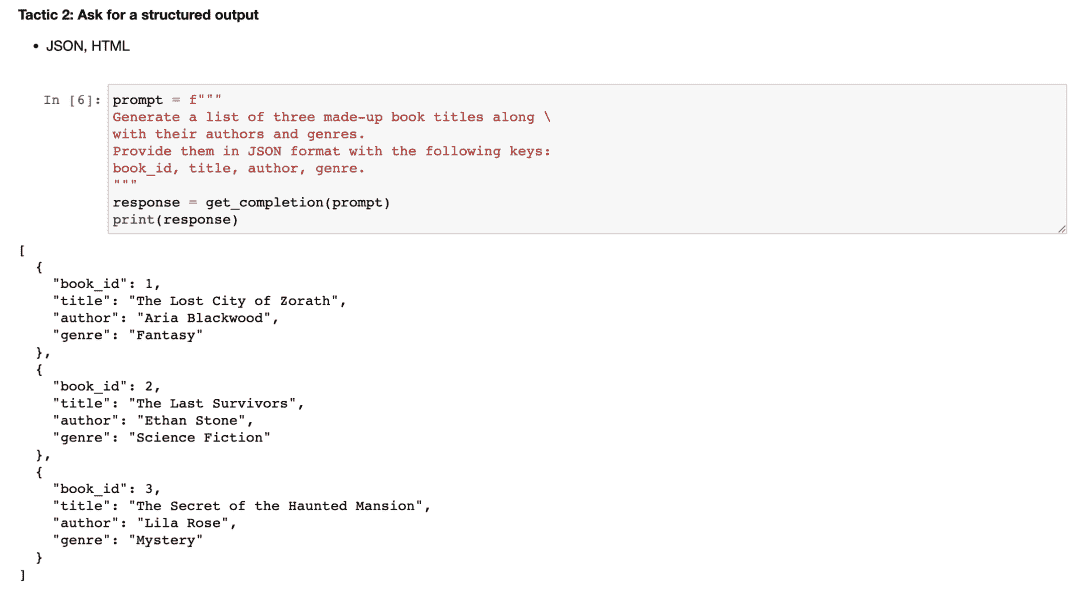 Tactic 2: Ask for a structured output
• JSON, HTML
In [6]: prompt = f"""
Generate a list of three made-up book titles along \
with their authors and genres.
Provide them in JSON format with the following keys:
book_id, title, author, genre.
"""
response = get_completion(prompt)
print(response)
[
  {
    "book_id": 1,
    "title": "The Lost City of Zorath",
    "author": "Aria Blackwood",
    "genre": "Fantasy"
  },
  {
    "book_id": 2,
    "title": "The Last Survivors",
    "author": "Ethan Stone",
    "genre": "Science Fiction"
  },
  {
    "book_id": 3,
    "title": "The Secret of the Haunted Mansion",
    "author": "Lila Rose",
    "genre": "Mystery"
  }
]